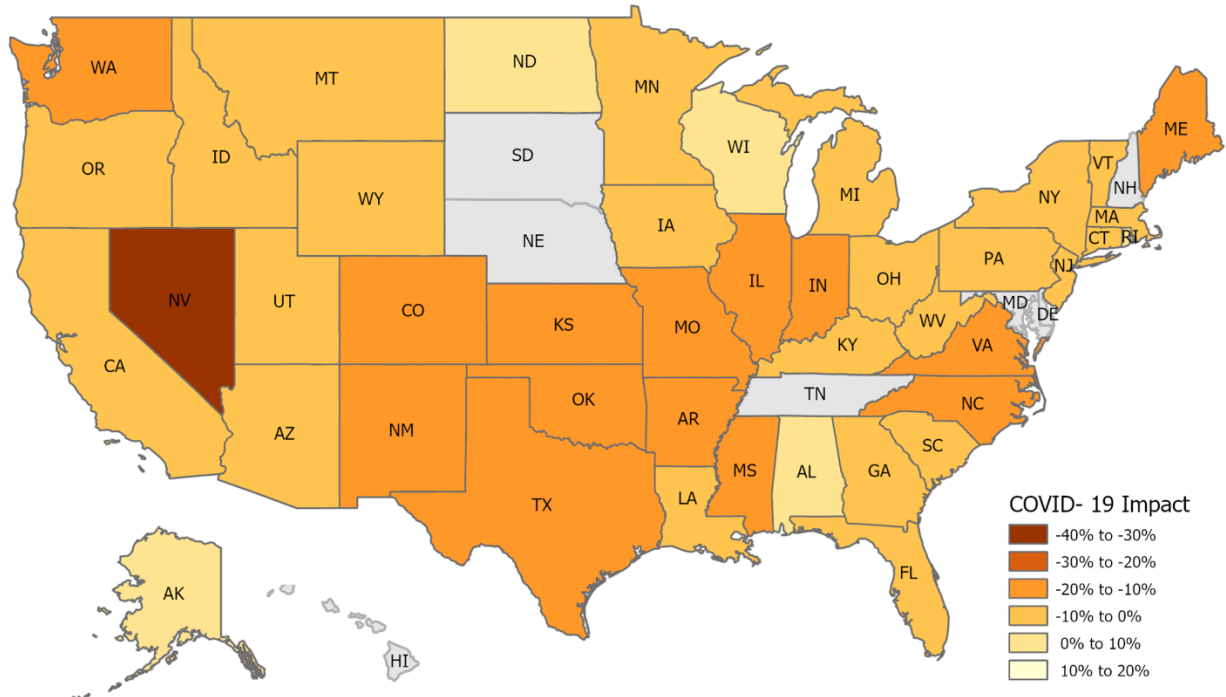 WA
MT
ND
MN
ME
OR
ID
SD
WI
VT
NH
WY
MI
NY
MA
IA
CT
RI
NE
PA
NJ
NV
UT
CO
IL
IN
OH
MD
DE
KS
MO
WV
VA
CA
KY
AZ
NM
OK
AR
TN
NC
SC
MS
AL
GA
TX
LA
FL
AK
HI
COVID- 19 Impact
-40% to -30%
-30% to -20%
-20% to -10%
-10% to 0%
0% to 10%
10% to 20%